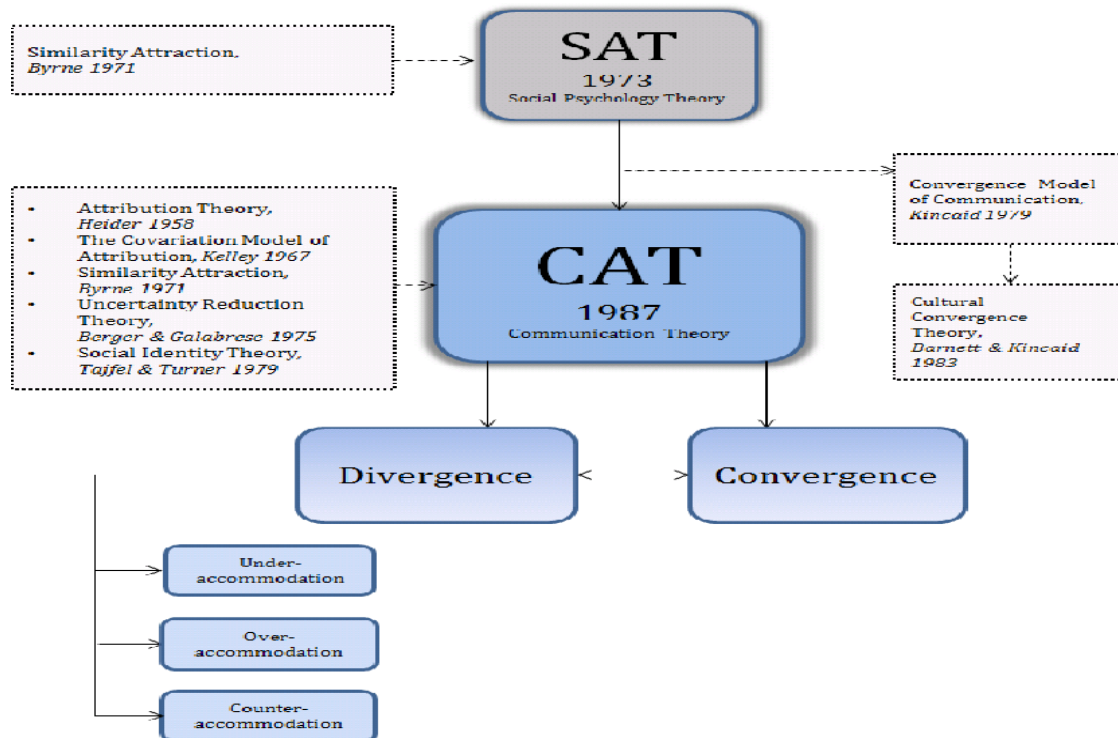 SAT
1973
Social Psychology Theory
Similarity Attraction,
Byrne 1971
Convergence Model
of Communication,
Kincaid 1979
• Attribution Theory,
Heider 1958
• The Covariation Model of
Attribution, Kelley 1967
• Similarity Attraction,
Byrne 1971
• Uncertainty Reduction
Theory,
Berger & Galabrese 1975
• Social Identity Theory,
Tajfel & Turner 1979
CAT
1987
Communication Theory
Cultural
Convergence
Theory,
Barnett & Kincaid
1983
Divergence
Convergence
Under-
accommodation
Over-
accommodation
Counter-
accommodation